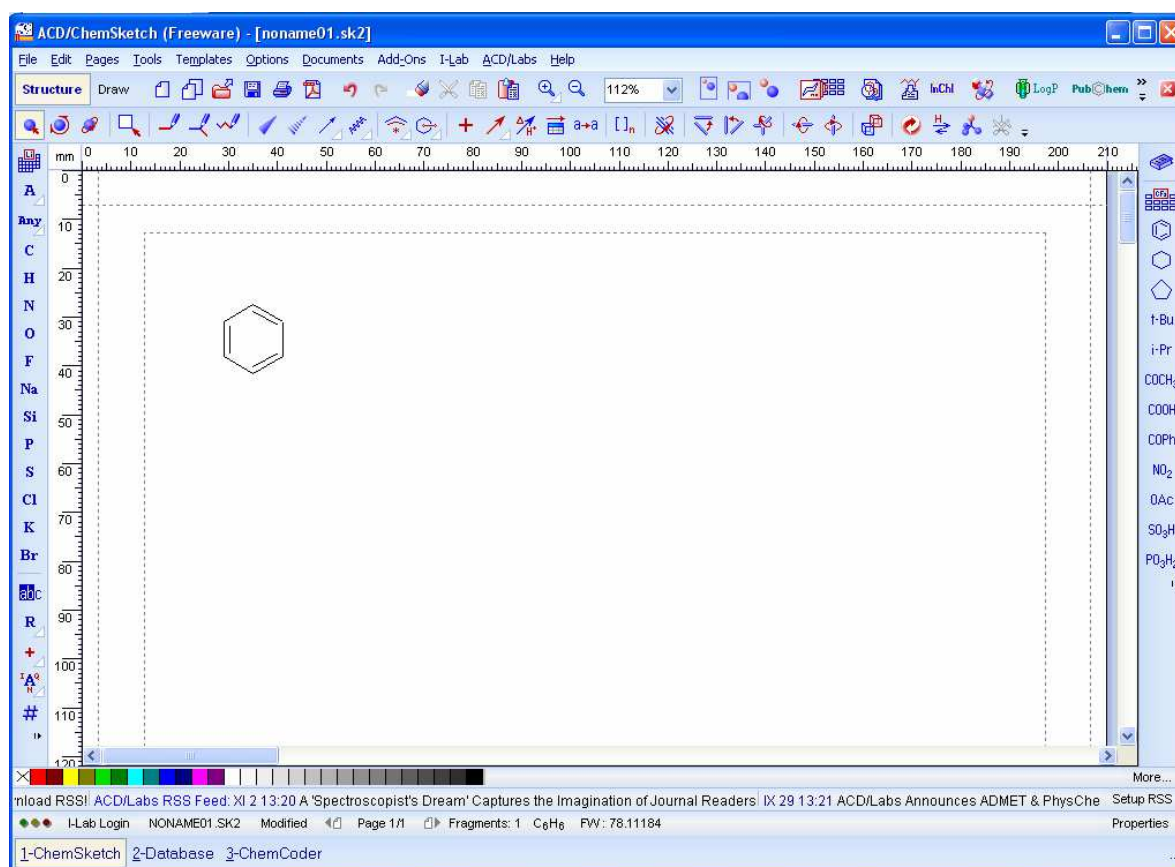 ACD/ChemSketch (Freeware) - [noname01.sk2]
File Edit Pages Tools Templates Options Documents Add-Ons I-Lab ACD/Labs Help
Structure Draw 112% InChI LogP PubChem »
a→a []n
mm 0 10 20 30 40 50 60 70 80 90 100 110 120 130 140 150 160 170 180 190 200 210
0
10
20
30
40
50
60
70
80
90
100
110
120
A
Any
C
H
N
O
F
Na
Si
P
S
Cl
K
Br
abc
R
+
#
t-Bu
i-Pr
COCH3
COOH
COPh
NO2
OAc
SO3H
PO3H2
More...
nload RSS! ACD/Labs RSS Feed: XI 2 13:20 A 'Spectroscopist's Dream' Captures the Imagination of Journal Readers IX 29 13:21 ACD/Labs Announces ADMET & PhysChe Setup RSS
I-Lab Login NONAME01.SK2 Modified Page 1/1 Fragments: 1 C6H6 FW: 78.11184 Properties
1-ChemSketch 2-Database 3-ChemCoder